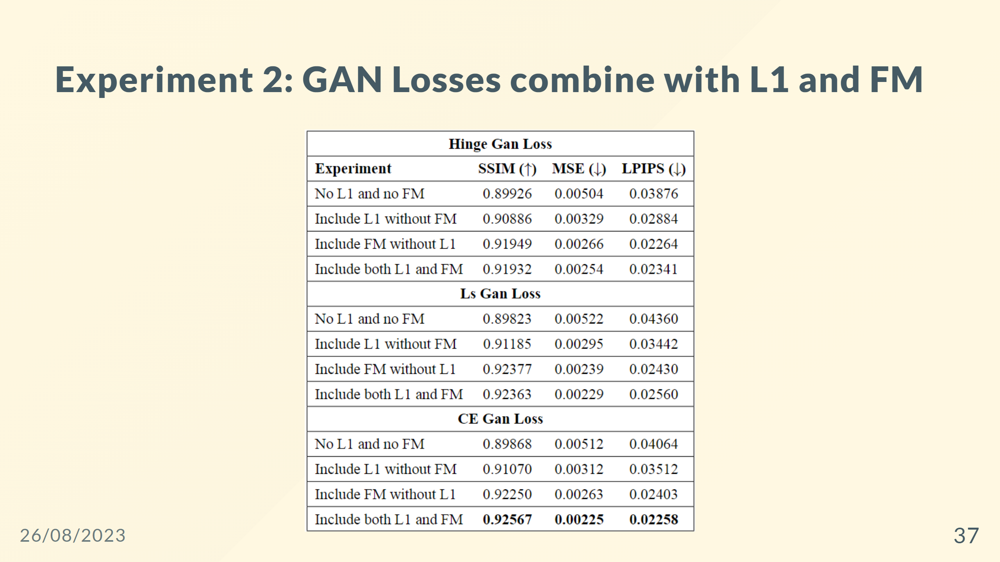 Experiment 2: GAN Losses combine with L1 and FM
Hinge Gan Loss
Experiment SSIM (↑) MSE (↓) LPIPS (↓)
No L1 and no FM 0.89926 0.00504 0.03876
Include L1 without FM 0.90886 0.00329 0.02884
Include FM without L1 0.91949 0.00266 0.02264
Include both L1 and FM 0.91932 0.00254 0.02341
Ls Gan Loss
No L1 and no FM 0.89823 0.00522 0.04360
Include L1 without FM 0.91185 0.00295 0.03442
Include FM without L1 0.92377 0.00239 0.02430
Include both L1 and FM 0.92363 0.00229 0.02560
CE Gan Loss
No L1 and no FM 0.89868 0.00512 0.04064
Include L1 without FM 0.91070 0.00312 0.03512
Include FM without L1 0.92250 0.00263 0.02403
Include both L1 and FM 0.92567 0.00225 0.02258
26/08/2023
37